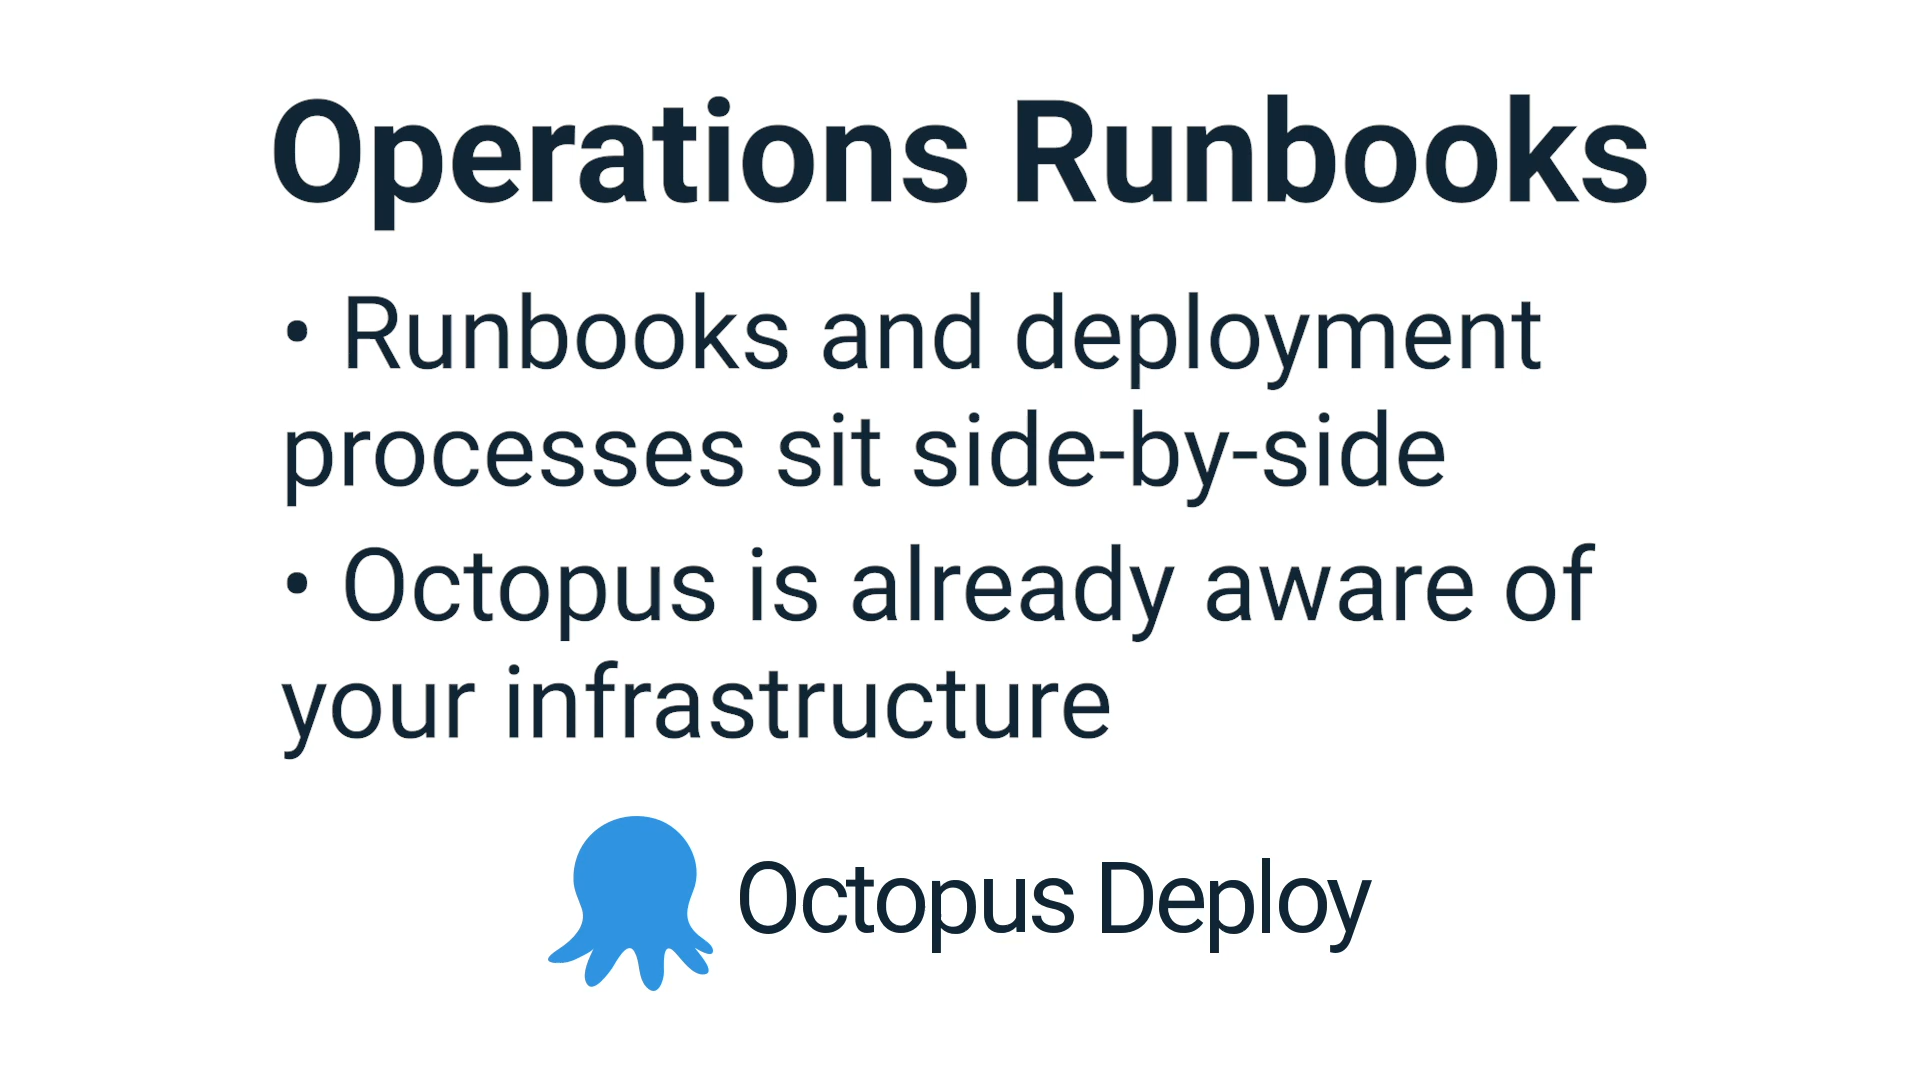 Operations Runbooks
• Runbooks and deployment
processes sit side-by-side
• Octopus is already aware of
your infrastructure
Octopus Deploy